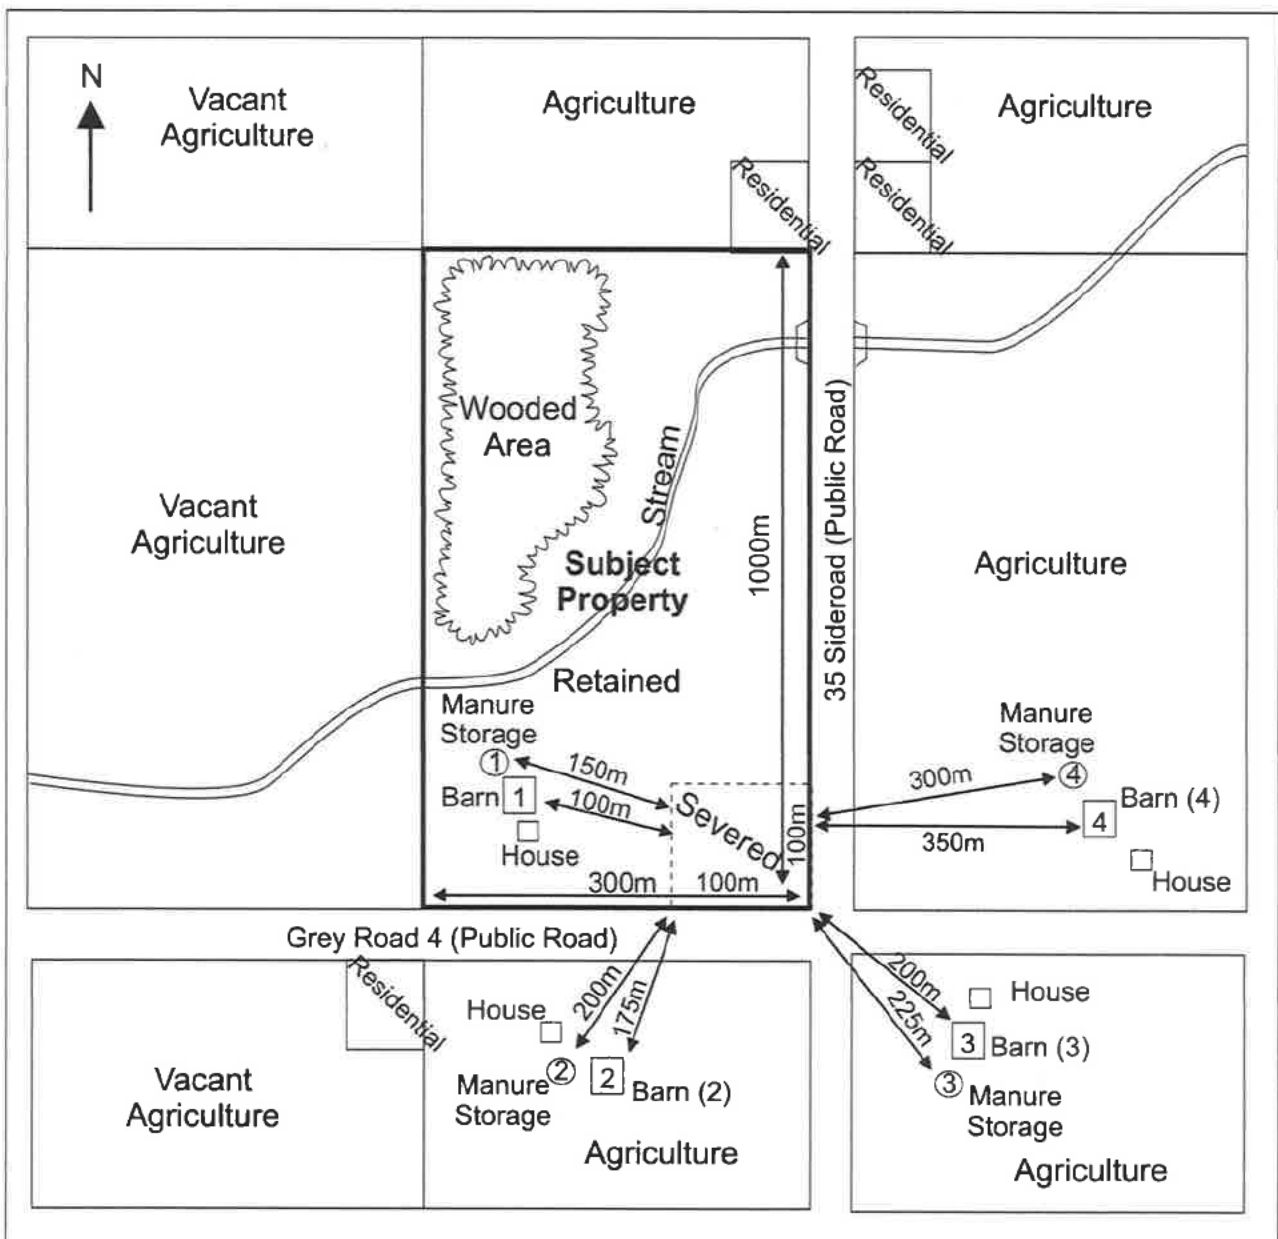 N
Vacant
Agriculture
Agriculture
Residential
Agriculture
Residential
Residential
Wooded
Area
Stream
Vacant
Agriculture
Subject
Property
1000m
35 Sideroad (Public Road)
Agriculture
Retained
Manure
Storage
1
150m
Barn
1
100m
House
Severed
100m
300m
100m
Manure
Storage
4
300m
Barn (4)
4
350m
House
Grey Road 4 (Public Road)
Residential
Vacant
Agriculture
House
200m
175m
2
2
Manure
Storage
Barn (2)
Agriculture
200m
225m
House
3
Barn (3)
3
Manure
Storage
Agriculture